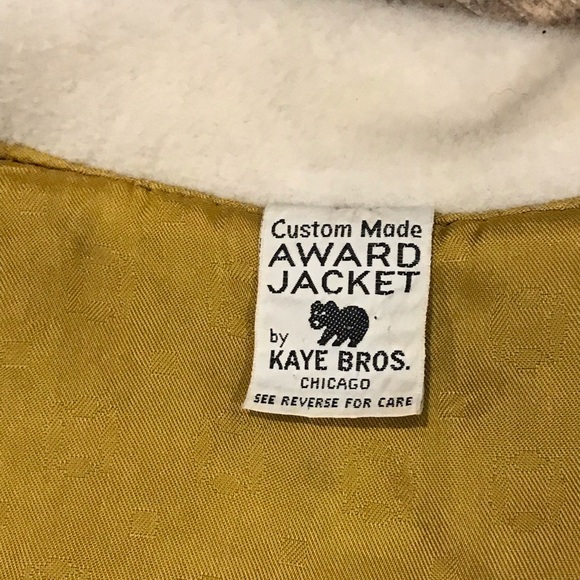 Custom Made
AWARD
JACKET
by
KAYE BROS.
CHICAGO
SEE REVERSE FOR CARE